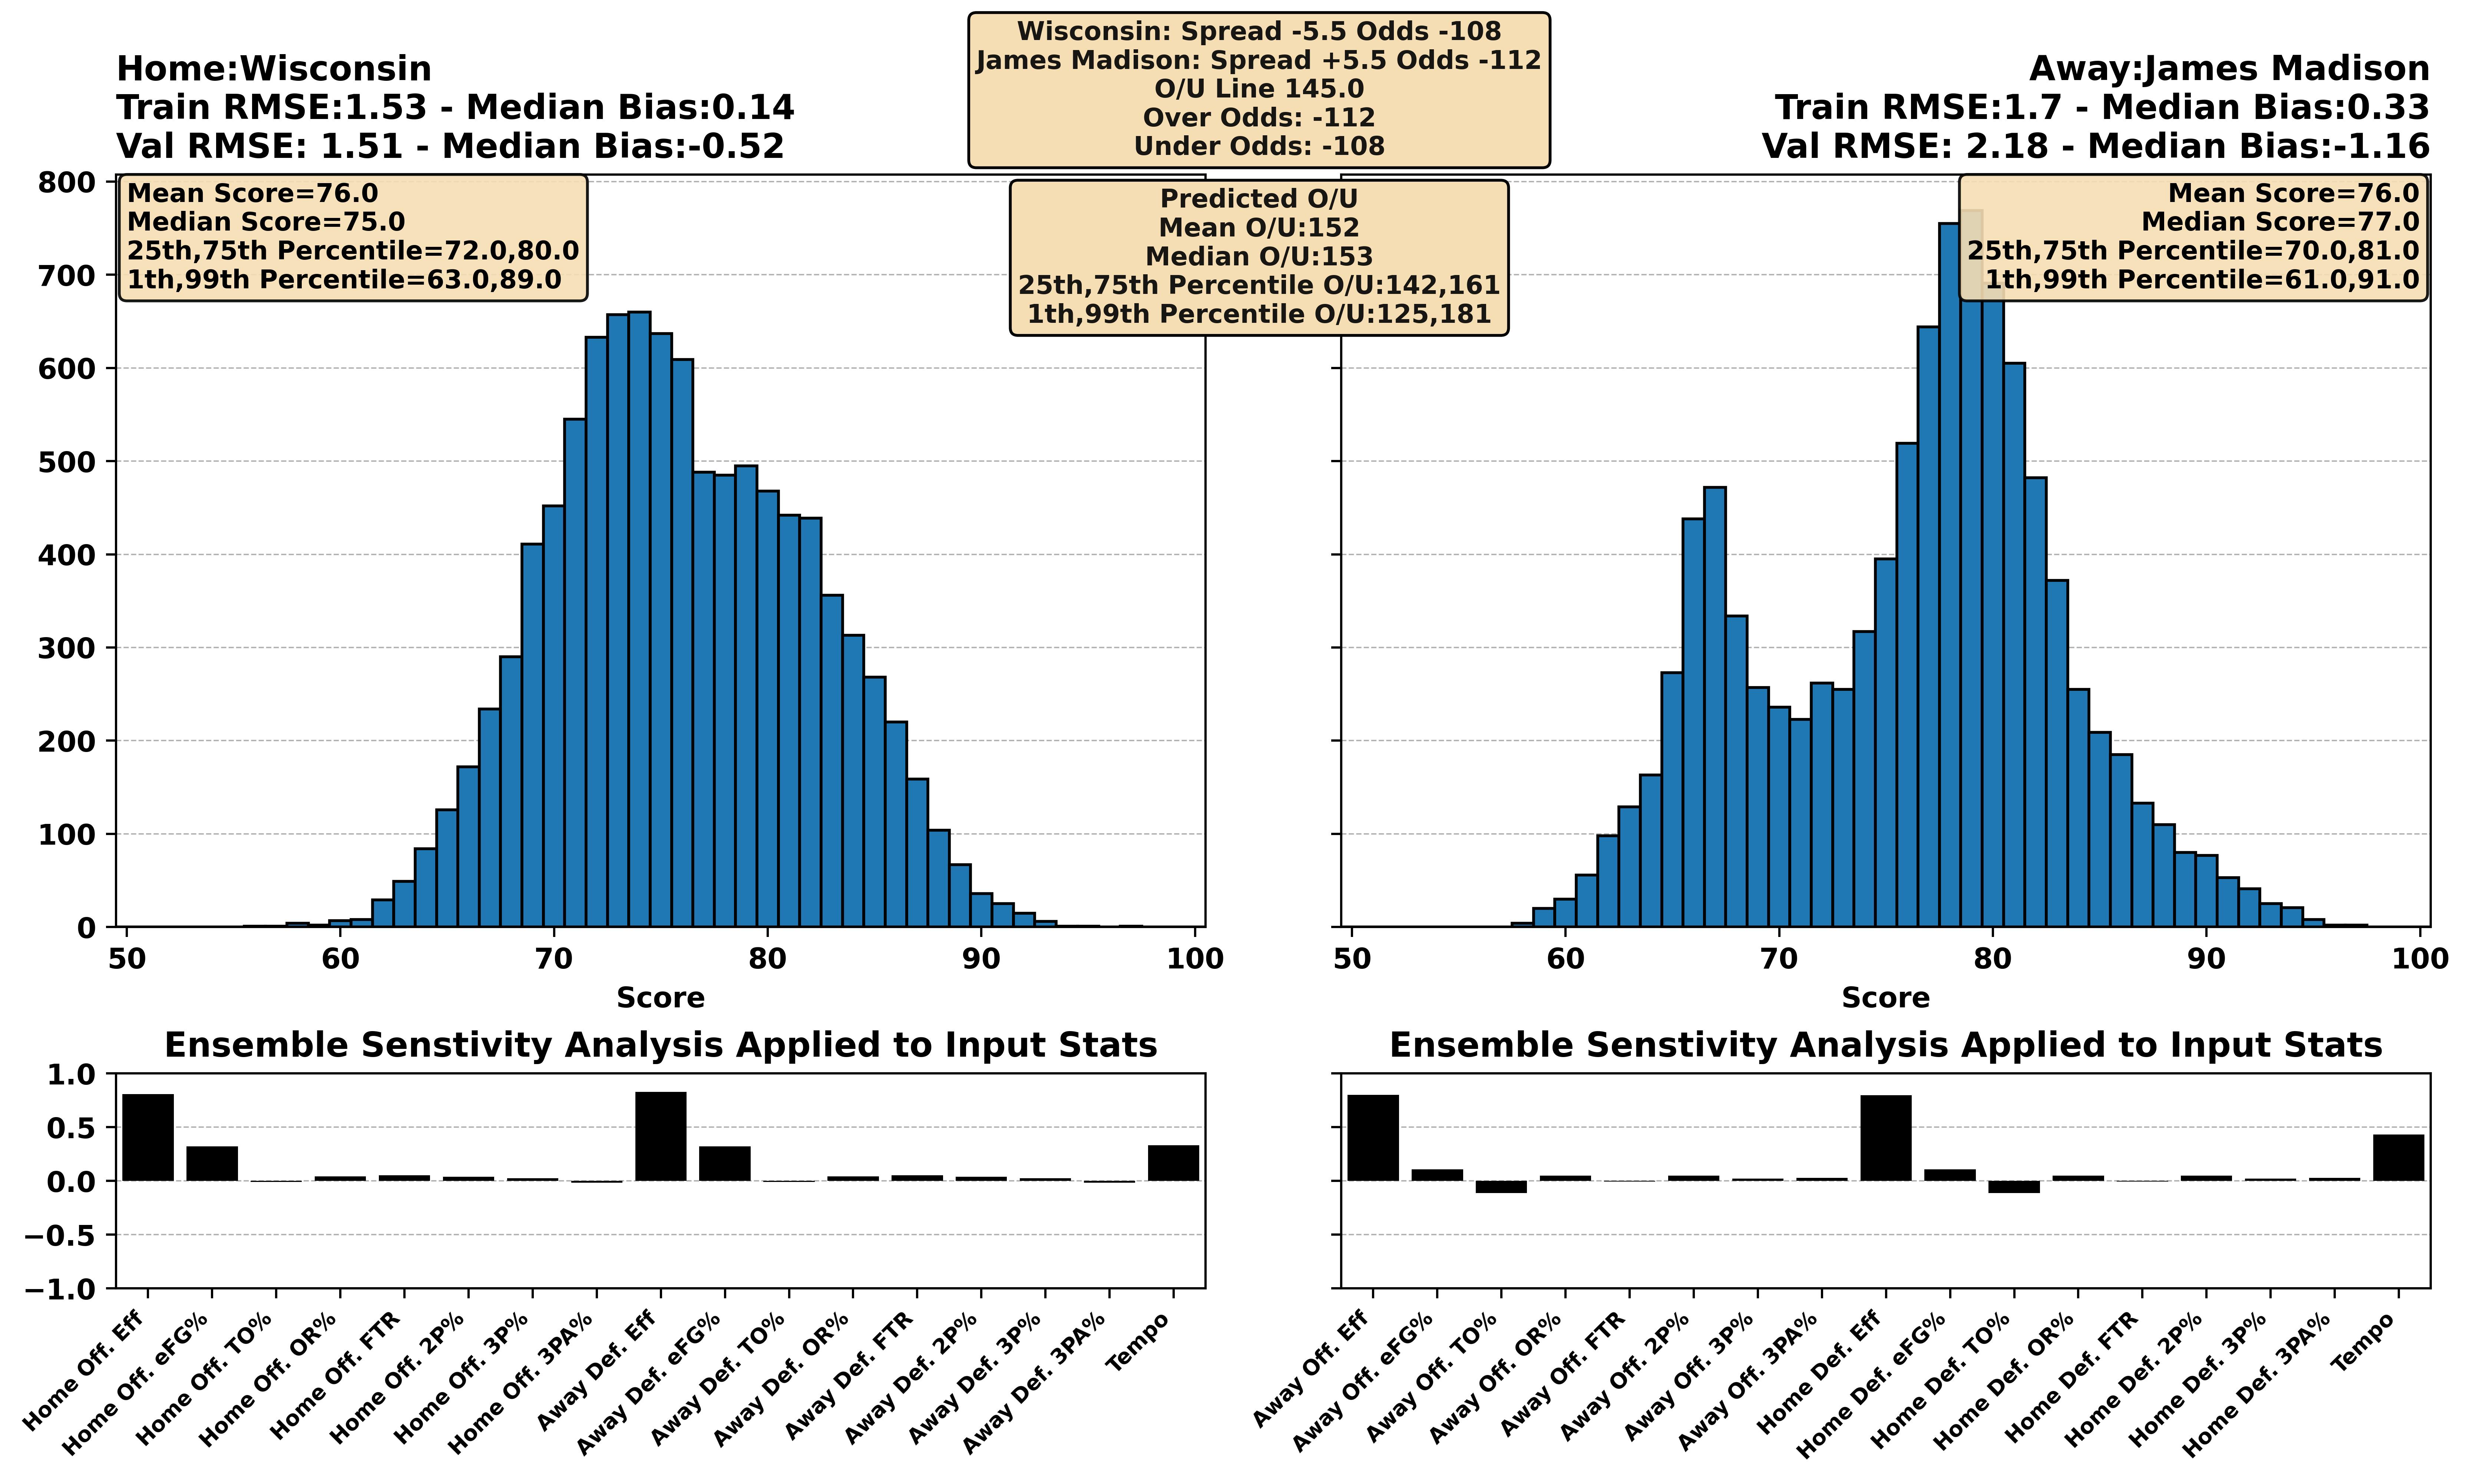 Wisconsin: Spread -5.5 Odds -108
James Madison: Spread +5.5 Odds -112
O/U Line 145.0
Over Odds: -112
Under Odds: -108
Home:Wisconsin
Train RMSE:1.53 - Median Bias:0.14
Val RMSE: 1.51 - Median Bias:-0.52
Away:James Madison
Train RMSE:1.7 - Median Bias:0.33
Val RMSE: 2.18 - Median Bias:-1.16
Mean Score=76.0
Median Score=75.0
25th,75th Percentile=72.0,80.0
1th,99th Percentile=63.0,89.0
Predicted O/U
Mean O/U:152
Median O/U:153
25th,75th Percentile O/U:142,161
1th,99th Percentile O/U:125,181
Mean Score=76.0
Median Score=77.0
25th,75th Percentile=70.0,81.0
1th,99th Percentile=61.0,91.0
800
700
600
500
400
300
200
100
0
50 60 70 80 90 100
Score
50 60 70 80 90 100
Score
Ensemble Senstivity Analysis Applied to Input Stats
1.0
0.5
0.0
−0.5
−1.0
Home Off. Eff
Home Off. eFG%
Home Off. TO%
Home Off. OR%
Home Off. FTR
Home Off. 2P%
Home Off. 3P%
Home Off. 3PA%
Away Def. Eff
Away Def. eFG%
Away Def. TO%
Away Def. OR%
Away Def. FTR
Away Def. 2P%
Away Def. 3P%
Away Def. 3PA%
Tempo
Ensemble Senstivity Analysis Applied to Input Stats
Away Off. Eff
Away Off. eFG%
Away Off. TO%
Away Off. OR%
Away Off. FTR
Away Off. 2P%
Away Off. 3P%
Away Off. 3PA%
Home Def. Eff
Home Def. eFG%
Home Def. TO%
Home Def. OR%
Home Def. FTR
Home Def. 2P%
Home Def. 3P%
Home Def. 3PA%
Tempo